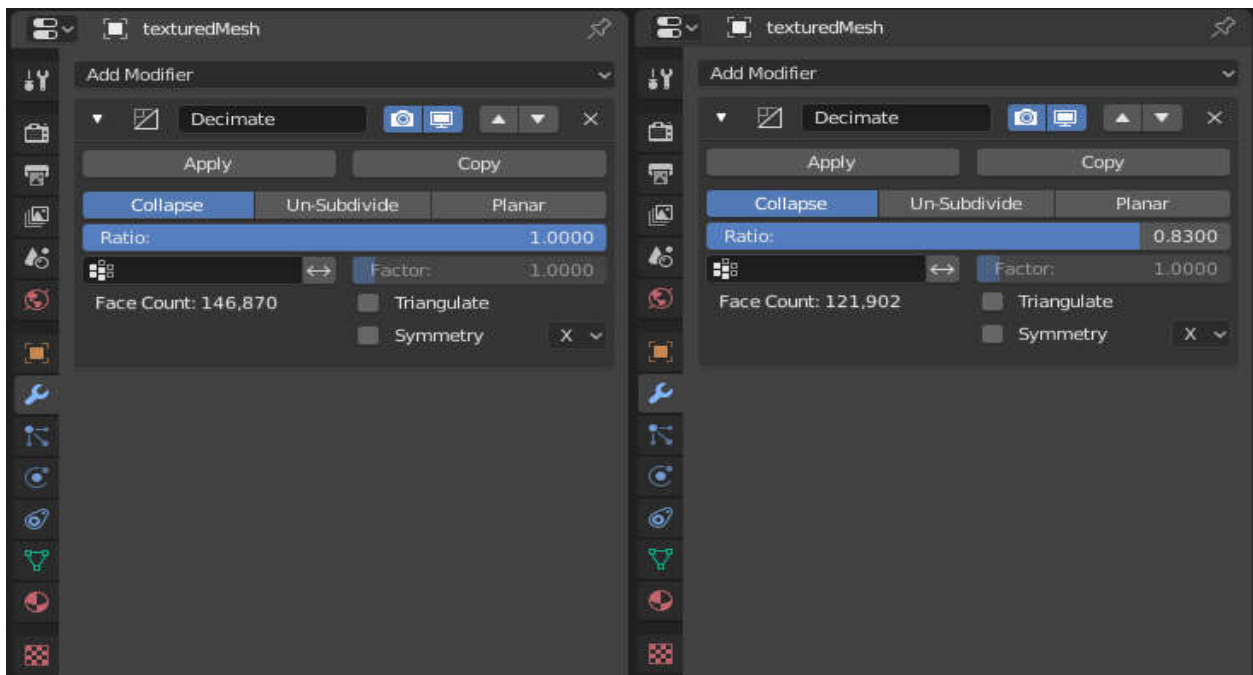 texturedMesh
Add Modifier
Decimate
Apply Copy
Collapse Un-Subdivide Planar
Ratio: 1.0000
Factor: 1.0000
Face Count: 146,870 Triangulate
Symmetry X
texturedMesh
Add Modifier
Decimate
Apply Copy
Collapse Un-Subdivide Planar
Ratio: 0.8300
Factor: 1.0000
Face Count: 121,902 Triangulate
Symmetry X